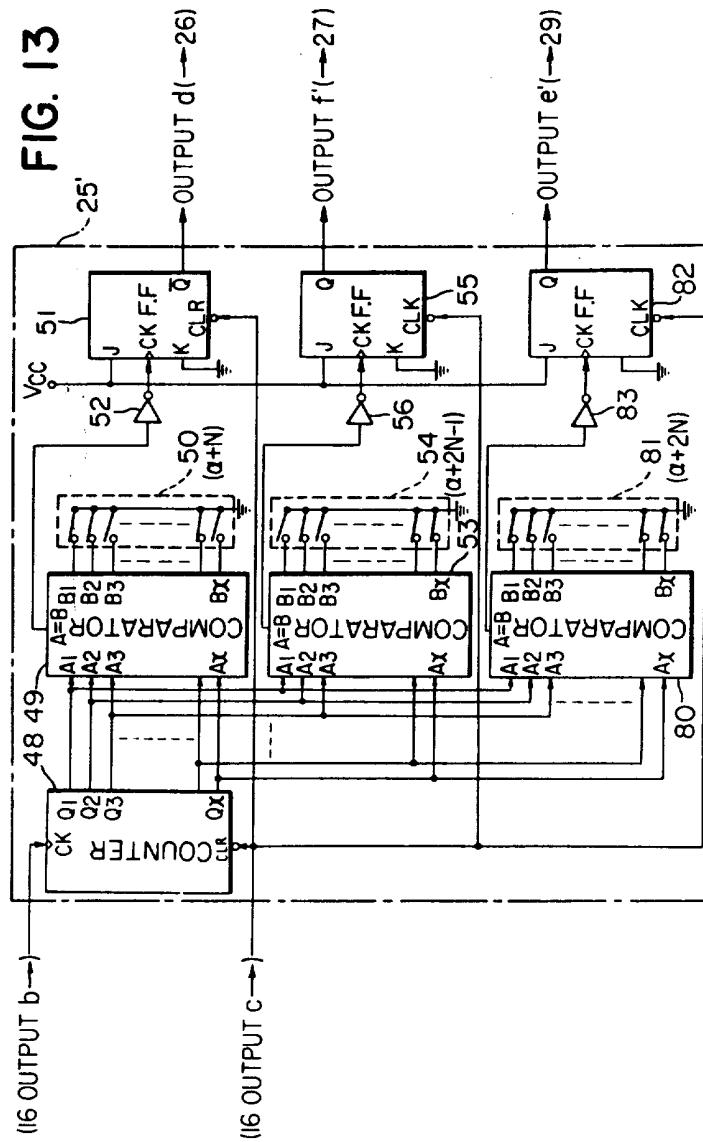 FIG. 13
25'
(16 OUTPUT b→)
(16 OUTPUT c→)
48
CK
Q1
Q2
Q3
QX
COUNTER
CLR
49
A=B
A1
A2
A3
AX
B1
B2
B3
BX
COMPARATOR
50
(α+N)
52
VCC
51
J
CK F.F
K
CLR
Q̅
OUTPUT d(→26)
A=B
A1
A2
A3
AX
B1
B2
B3
BX
COMPARATOR
53
54
(α+2N-1)
56
J
CK F.F
K
CLK
Q
55
OUTPUT f'(→27)
A=B
A1
A2
A3
AX
B1
B2
B3
BX
COMPARATOR
80
81
(α+2N)
83
J
CK F.F
CLK
Q
82
OUTPUT e'(→29)